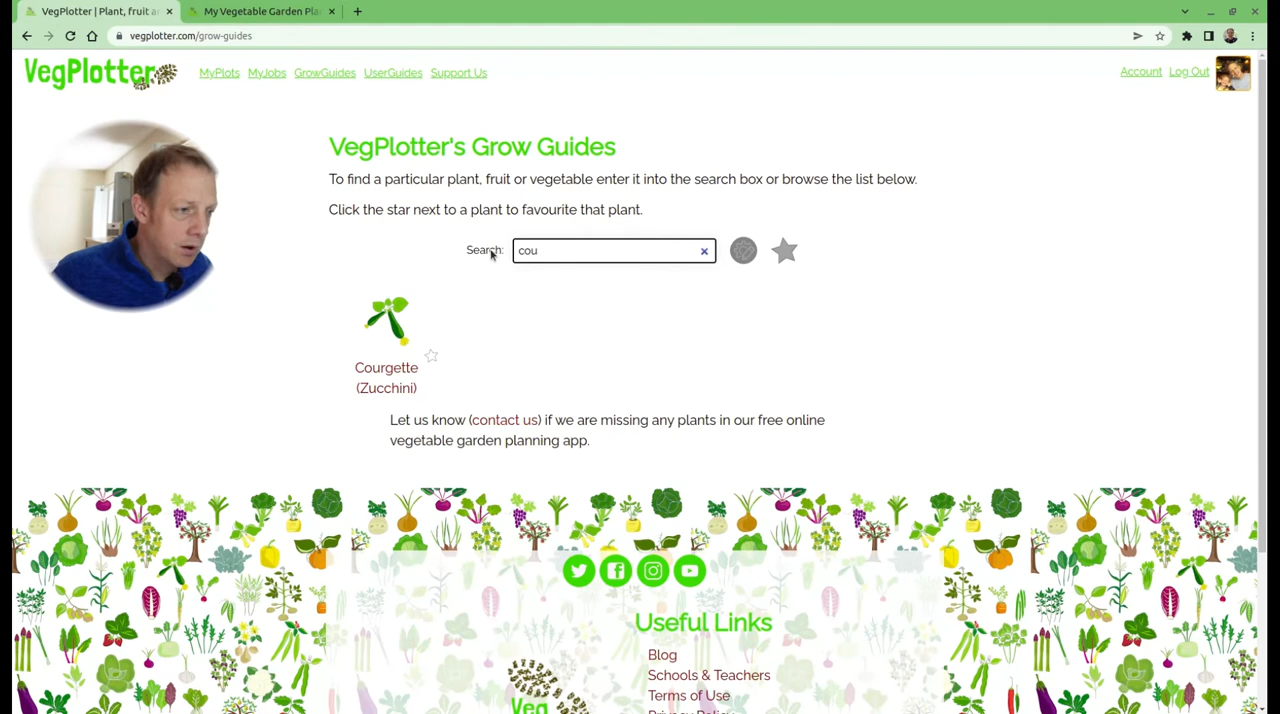 VegPlotter | Plant, fruit a
My Vegetable Garden Pla
vegplotter.com/grow-guides
VegPlotter
MyPlots MyJobs GrowGuides UserGuides Support Us
Account Log Out
VegPlotter's Grow Guides
To find a particular plant, fruit or vegetable enter it into the search box or browse the list below.
Click the star next to a plant to favourite that plant.
Search: cou
Courgette
(Zucchini)
Let us know (contact us) if we are missing any plants in our free online
vegetable garden planning app.
Useful Links
Blog
Schools & Teachers
Terms of Use
Privacy Policy
Veg